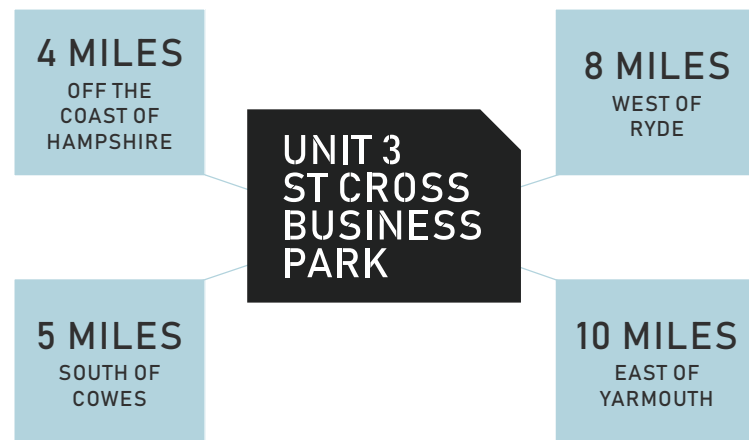 4 MILES
OFF THE
COAST OF
HAMPSHIRE
8 MILES
WEST OF
RYDE
UNIT 3
ST CROSS
BUSINESS
PARK
5 MILES
SOUTH OF
COWES
10 MILES
EAST OF
YARMOUTH